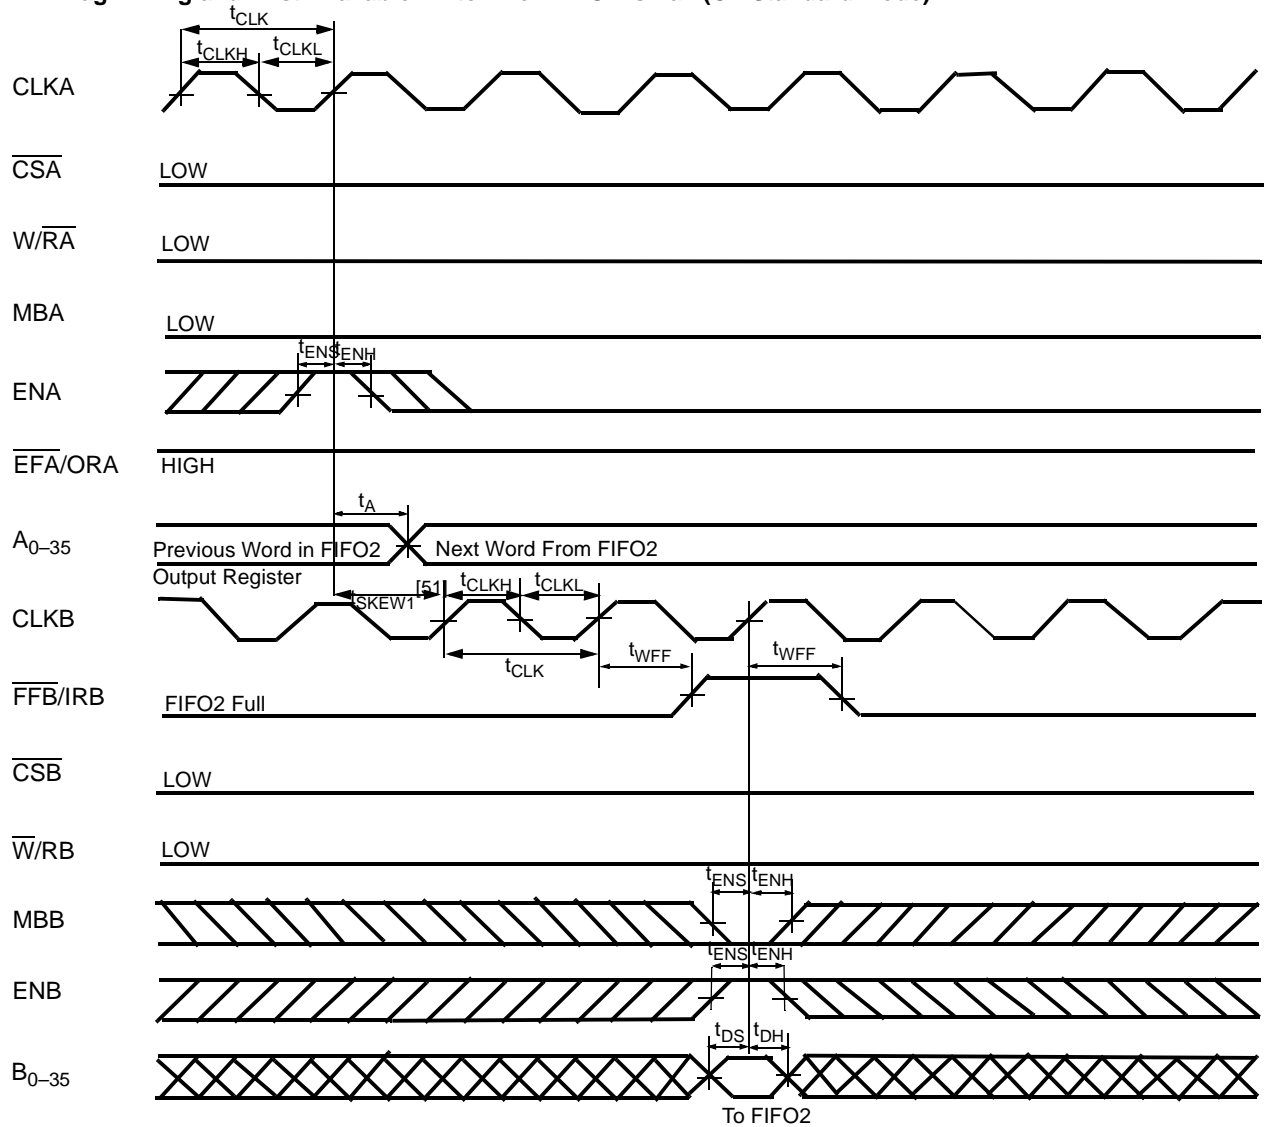 tCLK
tCLKH tCLKL
CLKA
CSA LOW
W/RA LOW
MBA LOW
tENS tENH
ENA
EFA/ORA HIGH
tA
A0–35 Previous Word in FIFO2 Next Word From FIFO2
Output Register
tSKEW1[51] tCLKH tCLKL
CLKB
tCLK tWFF tWFF
FFB/IRB FIFO2 Full
CSB LOW
W/RB LOW
tENS tENH
MBB
tENS tENH
ENB
tDS tDH
B0–35
To FIFO2